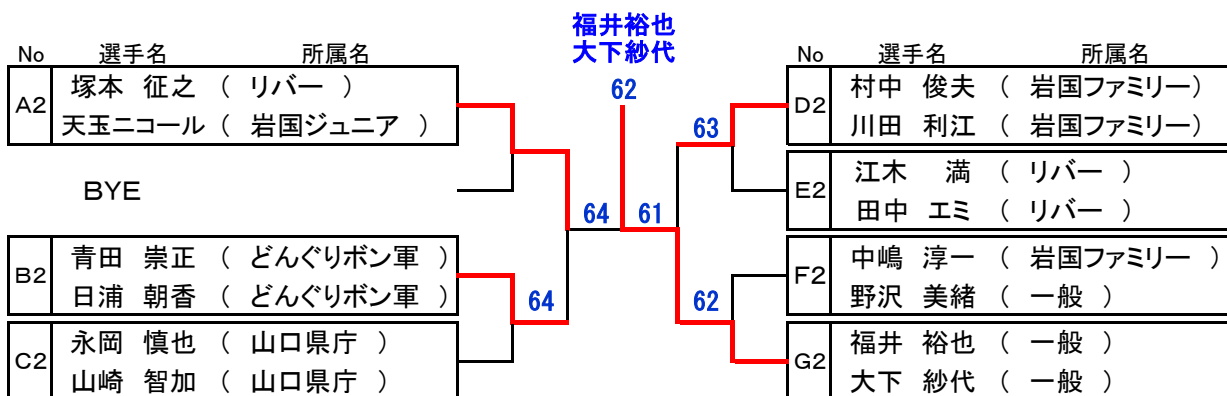 福井裕也
大下紗代
No 選手名 所属名
A2 塚本 征之 ( リバー )
天玉ニコール ( 岩国ジュニア )
BYE
B2 青田 崇正 ( どんぐりボン軍 )
日浦 朝香 ( どんぐりボン軍 )
C2 永岡 慎也 ( 山口県庁 )
山崎 智加 ( 山口県庁 )
64
64
62
61
63
62
No 選手名 所属名
D2 村中 俊夫 ( 岩国ファミリー)
川田 利江 ( 岩国ファミリー)
E2 江木 満 ( リバー )
田中 エミ ( リバー )
F2 中嶋 淳一 ( 岩国ファミリー )
野沢 美緒 ( 一般 )
G2 福井 裕也 ( 一般 )
大下 紗代 ( 一般 )